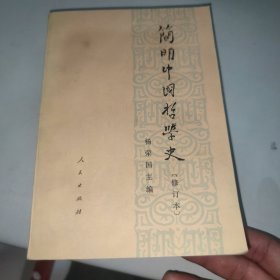 简明中国哲学史
（修订本）
杨荣国主编
人民出版社